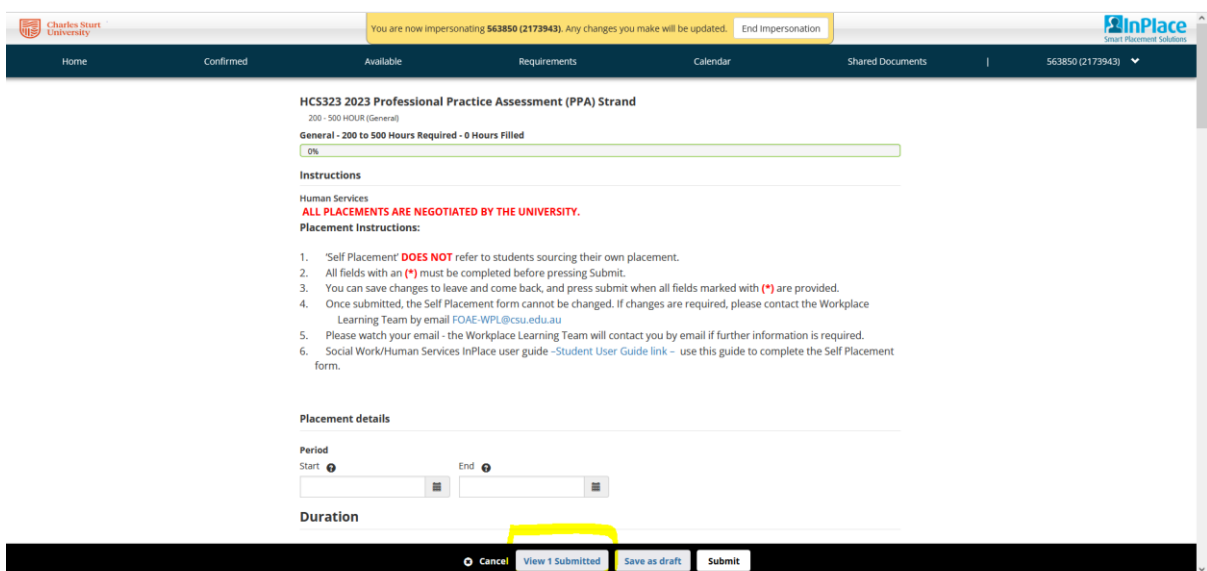 Charles Sturt
University
You are now impersonating 563850 (2173943). Any changes you make will be updated. End Impersonation
InPlace
Smart Placement Solutions
Home Confirmed Available Requirements Calendar Shared Documents | 563850 (2173943)
HCS323 2023 Professional Practice Assessment (PPA) Strand
200 - 500 HOUR (General)
General - 200 to 500 Hours Required - 0 Hours Filled
0%
Instructions
Human Services
ALL PLACEMENTS ARE NEGOTIATED BY THE UNIVERSITY.
Placement Instructions:
1. 'Self Placement' DOES NOT refer to students sourcing their own placement.
2. All fields with an (*) must be completed before pressing Submit.
3. You can save changes to leave and come back, and press submit when all fields marked with (*) are provided.
4. Once submitted, the Self Placement form cannot be changed. If changes are required, please contact the Workplace
Learning Team by email FOAE-WPL@csu.edu.au
5. Please watch your email - the Workplace Learning Team will contact you by email if further information is required.
6. Social Work/Human Services InPlace user guide –Student User Guide link – use this guide to complete the Self Placement
form.
Placement details
Period
Start ? End ?
Duration
Cancel View 1 Submitted Save as draft Submit